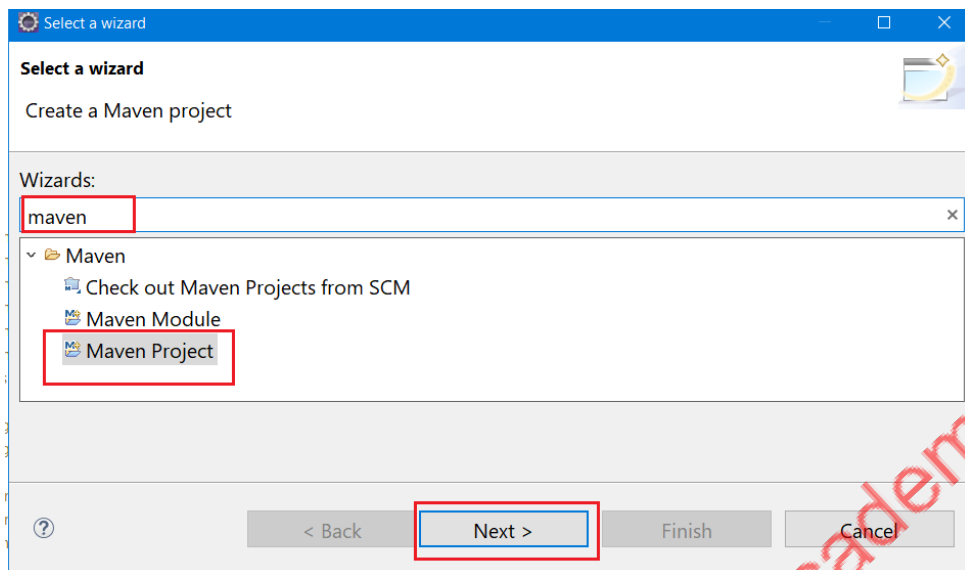 Select a wizard
Select a wizard
Create a Maven project
Wizards:
maven
Maven
Check out Maven Projects from SCM
Maven Module
Maven Project
< Back Next > Finish Cancel